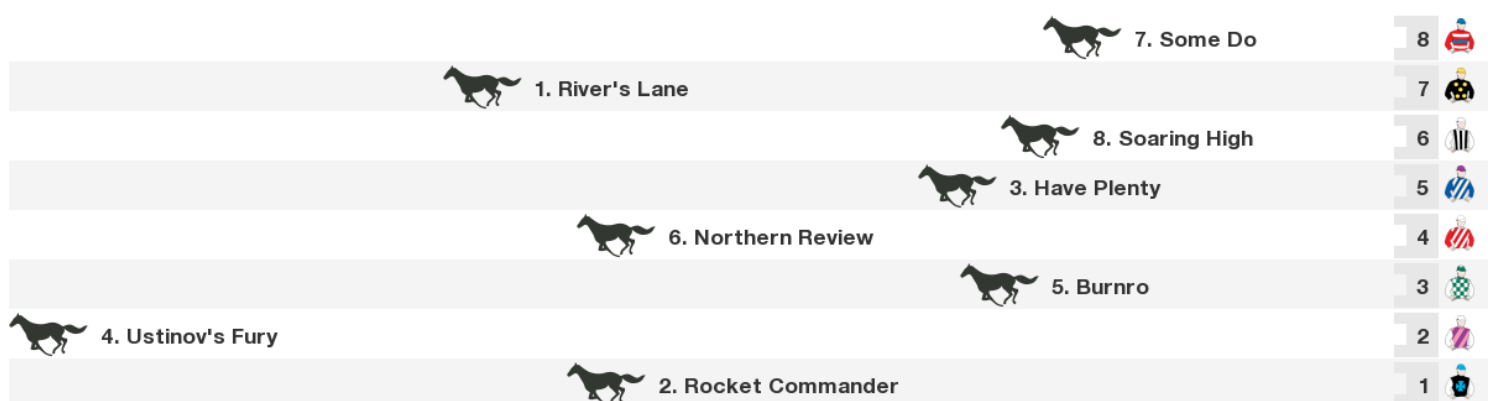 7. Some Do 8
1. River's Lane 7
8. Soaring High 6
3. Have Plenty 5
6. Northern Review 4
5. Burnro 3
4. Ustinov's Fury 2
2. Rocket Commander 1